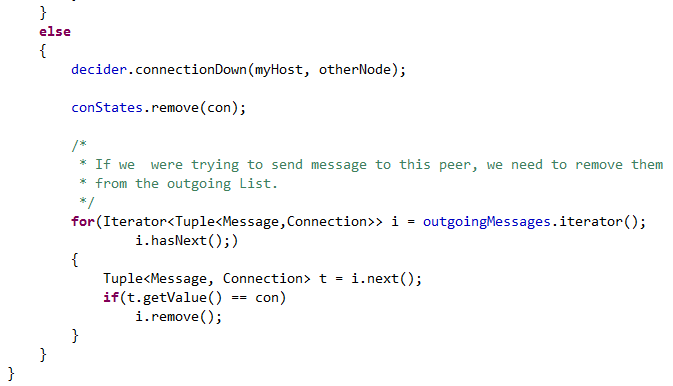 }
else
{
decider.connectionDown(myHost, otherNode);
conStates.remove(con);
/*
* If we  were trying to send message to this peer, we need to remove them
* from the outgoing List.
*/
for(Iterator<Tuple<Message,Connection>> i = outgoingMessages.iterator();
i.hasNext();)
{
Tuple<Message, Connection> t = i.next();
if(t.getValue() == con)
i.remove();
}
}
}